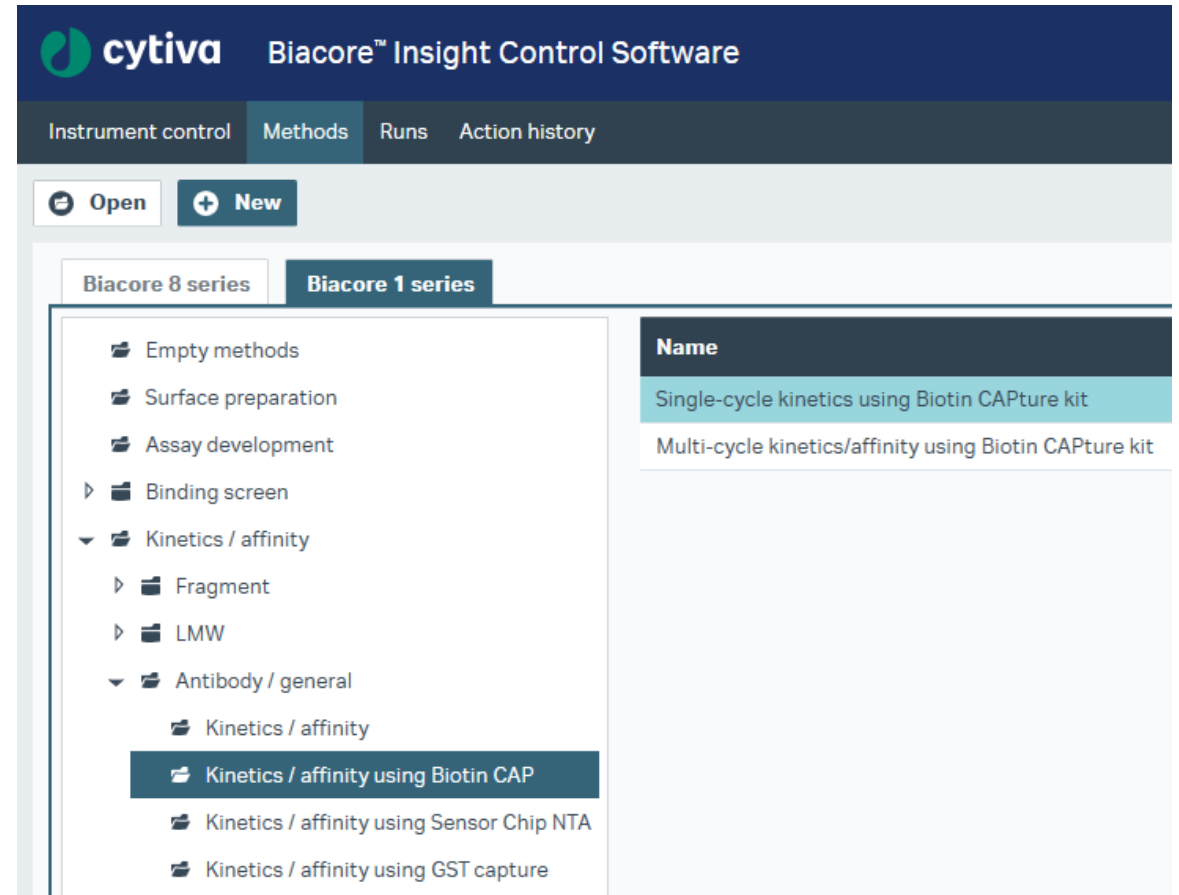 cytiva Biacore™ Insight Control Software
Instrument control Methods Runs Action history
Open New
Biacore 8 series Biacore 1 series
Empty methods
Surface preparation
Assay development
Binding screen
Kinetics / affinity
Fragment
LMW
Antibody / general
Kinetics / affinity
Kinetics / affinity using Biotin CAP
Kinetics / affinity using Sensor Chip NTA
Kinetics / affinity using GST capture
Name
Single-cycle kinetics using Biotin CAPture kit
Multi-cycle kinetics/affinity using Biotin CAPture kit